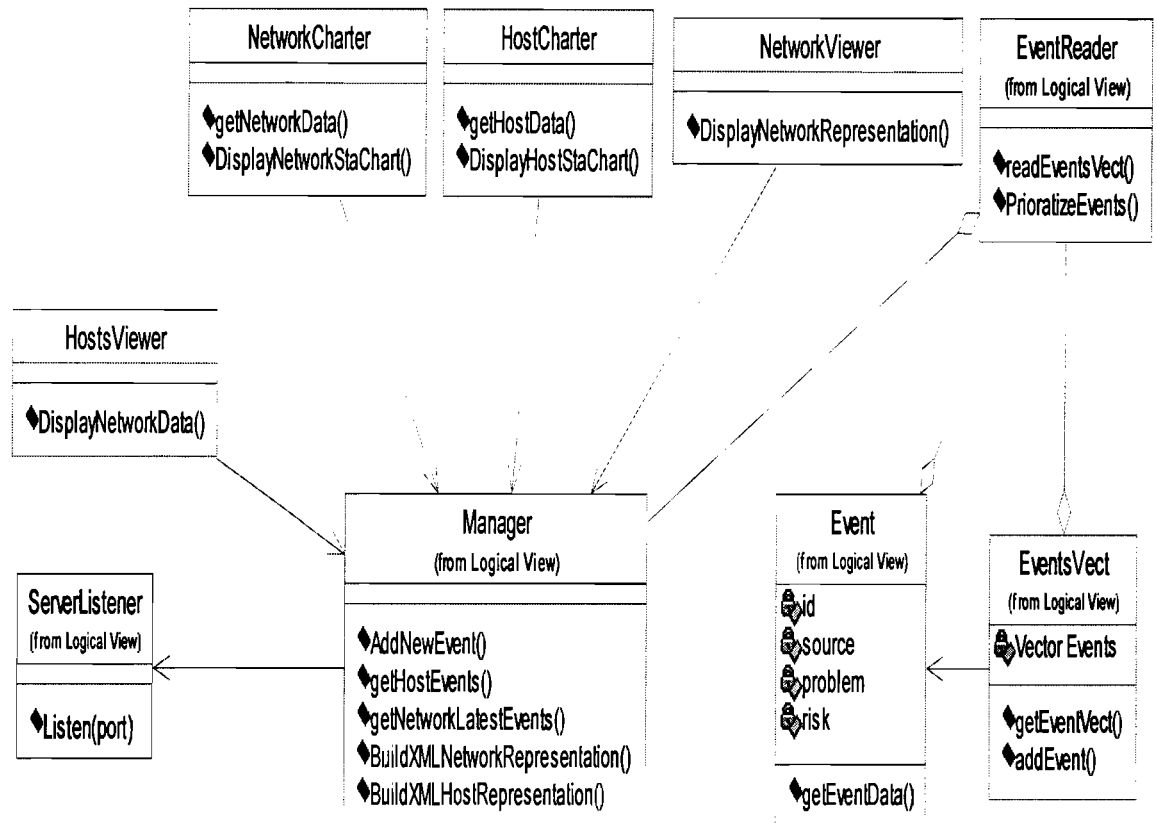 NetworkCharter
getNetworkData()
DisplayNetworkStaChart()
HostCharter
getHostData()
DisplayHostStaChart()
NetworkViewer
DisplayNetworkRepresentation()
EventReader
(from Logical View)
readEventsVect()
PrioratizeEvents()
HostsViewer
DisplayNetworkData()
ServerListener
(from Logical View)
Listen(port)
Manager
(from Logical View)
AddNewEvent()
getHostEvents()
getNetworkLatestEvents()
BuildXMLNetworkRepresentation()
BuildXMLHostRepresentation()
Event
(from Logical View)
id
source
problem
risk
getEventData()
EventsVect
(from Logical View)
Vector Events
getEventVect()
addEvent()